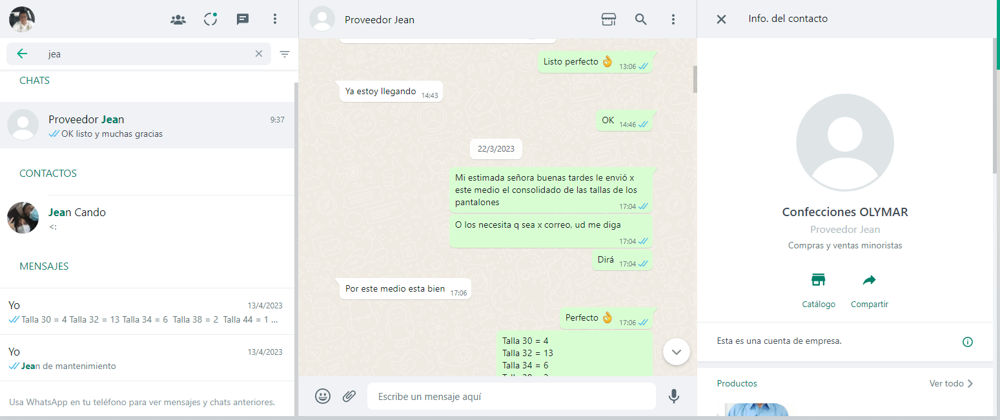 jea
CHATS
Proveedor Jean
9:37
OK listo y muchas gracias
CONTACTOS
Jean Cando
<:
MENSAJES
Yo
13/4/2023
Talla 30 = 4 Talla 32 = 13 Talla 34 = 6 Talla 38 = 2 Talla 44 = 1 ...
Yo
13/4/2023
Jean de mantenimiento
Usa WhatsApp en tu teléfono para ver mensajes y chats anteriores.
Proveedor Jean
Listo perfecto 👌
13:06
Ya estoy llegando
14:43
OK
14:46
22/3/2023
Mi estimada señora buenas tardes le envió x
este medio el consolidado de las tallas de los
pantalones
17:04
O los necesita q sea x correo, ud me diga
17:04
Dirá
17:04
Por este medio esta bien
17:06
Perfecto 👌
17:06
Talla 30 = 4
Talla 32 = 13
Talla 34 = 6
Escribe un mensaje aquí
Info. del contacto
Confecciones OLYMAR
Proveedor Jean
Compras y ventas minoristas
Catálogo
Compartir
Esta es una cuenta de empresa.
Productos
Ver todo